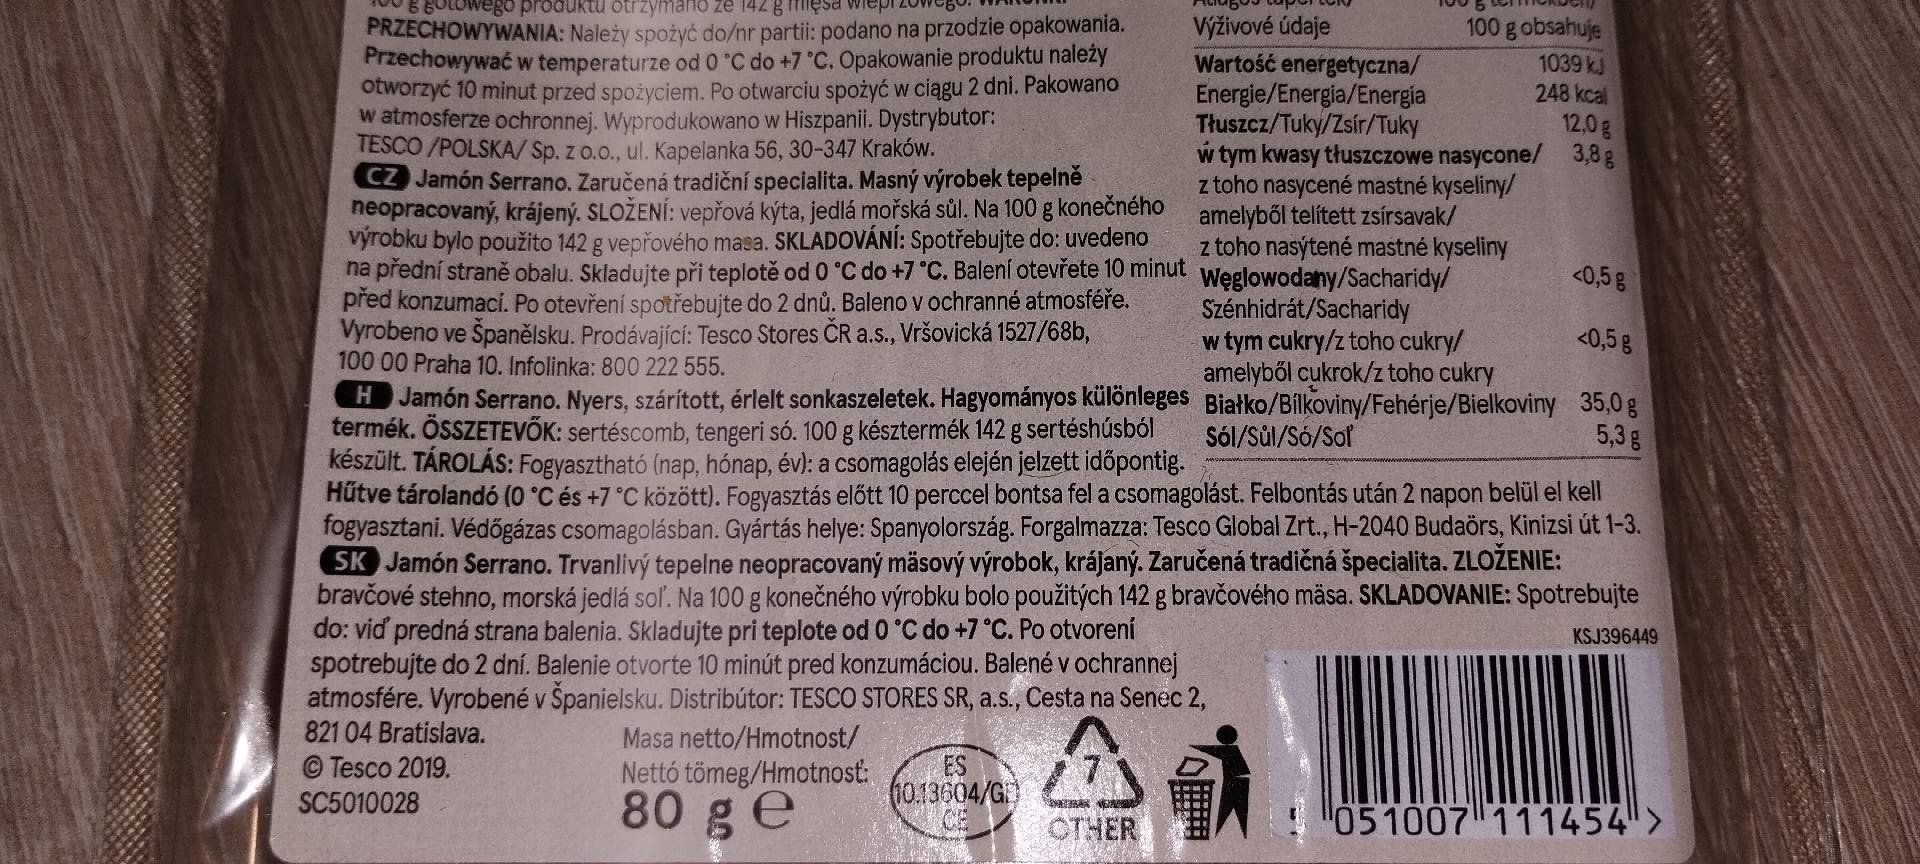 PRZECHOWYWANIA: Należy spożyć do/nr partii: podano na przodzie opakowania.
Przechowywać w temperaturze od 0 °C do +7 °C. Opakowanie produktu należy
otworzyć 10 minut przed spożyciem. Po otwarciu spożyć w ciągu 2 dni. Pakowano
w atmosferze ochronnej. Wyprodukowano w Hiszpanii. Dystrybutor:
TESCO /POLSKA/ Sp. z o.o., ul. Kapelanka 56, 30-347 Kraków.
CZ Jamón Serrano. Zaručená tradiční specialita. Masný výrobek tepelně
neopracovaný, krájený. SLOŽENÍ: vepřová kýta, jedlá mořská sůl. Na 100 g konečného
výrobku bylo použito 142 g vepřového masa. SKLADOVÁNÍ: Spotřebujte do: uvedeno
na přední straně obalu. Skladujte při teplotě od 0 °C do +7 °C. Balení otevřete 10 minut
před konzumací. Po otevření spotřebujte do 2 dnů. Baleno v ochranné atmosféře.
Vyrobeno ve Španělsku. Prodávající: Tesco Stores ČR a.s., Vršovická 1527/68b,
100 00 Praha 10. Infolinka: 800 222 555.
H Jamón Serrano. Nyers, szárított, érlelt sonkaszeletek. Hagyományos különleges
termék. ÖSSZETEVŐK: sertéscomb, tengeri só. 100 g késztermék 142 g sertéshúsból
készült. TÁROLÁS: Fogyasztható (nap, hónap, év): a csomagolás elején jelzett időpontig.
Hűtve tárolandó (0 °C és +7 °C között). Fogyasztás előtt 10 perccel bontsa fel a csomagolást. Felbontás után 2 napon belül el kell
fogyasztani. Védőgázas csomagolásban. Gyártás helye: Spanyolország. Forgalmazza: Tesco Global Zrt., H-2040 Budaörs, Kinizsi út 1-3.
SK Jamón Serrano. Trvanlivý tepelne neopracovaný mäsový výrobok, krájaný. Zaručená tradičná špecialita. ZLOŽENIE:
bravčové stehno, morská jedlá soľ. Na 100 g konečného výrobku bolo použitých 142 g bravčového mäsa. SKLADOVANIE: Spotrebujte
do: viď predná strana balenia. Skladujte pri teplote od 0 °C do +7 °C. Po otvorení
spotrebujte do 2 dní. Balenie otvorte 10 minút pred konzumáciou. Balené v ochrannej
atmosfére. Vyrobené v Španielsku. Distribútor: TESCO STORES SR, a.s., Cesta na Senec 2,
821 04 Bratislava.
© Tesco 2019.
SC5010028
Masa netto/Hmotnost/
Nettó tömeg/Hmotnosť:
80 g e
ES
10.13604/GR
CE
7
OTHER
Výživové údaje 100 g obsahuje
Wartość energetyczna/ 1039 kJ
Energie/Energia/Energia 248 kcal
Tłuszcz/Tuky/Zsír/Tuky 12,0 g
w tym kwasy tłuszczowe nasycone/ 3,8 g
z toho nasycené mastné kyseliny/
amelyből telített zsírsavak/
z toho nasýtené mastné kyseliny
Węglowodany/Sacharidy/ <0,5 g
Szénhidrát/Sacharidy
w tym cukry/z toho cukry/ <0,5 g
amelyből cukrok/z toho cukry
Białko/Bílkoviny/Fehérje/Bielkoviny 35,0 g
Sól/Sůl/Só/Soľ 5,3 g
KSJ396449
5 051007 111454 >